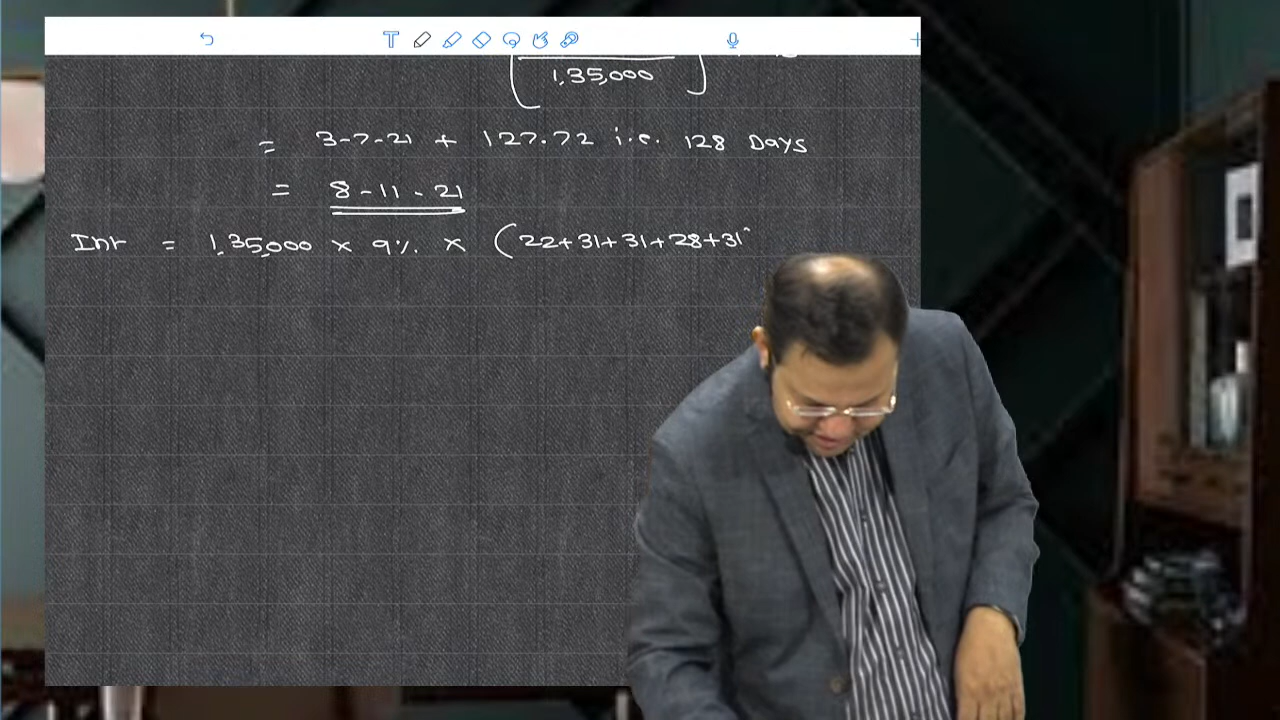 1,35,000
= 3-7-21 + 127.72 i.e. 128 Days
= 8-11-21
Int = 1,35,000 x 9% x (22+31+31+28+31